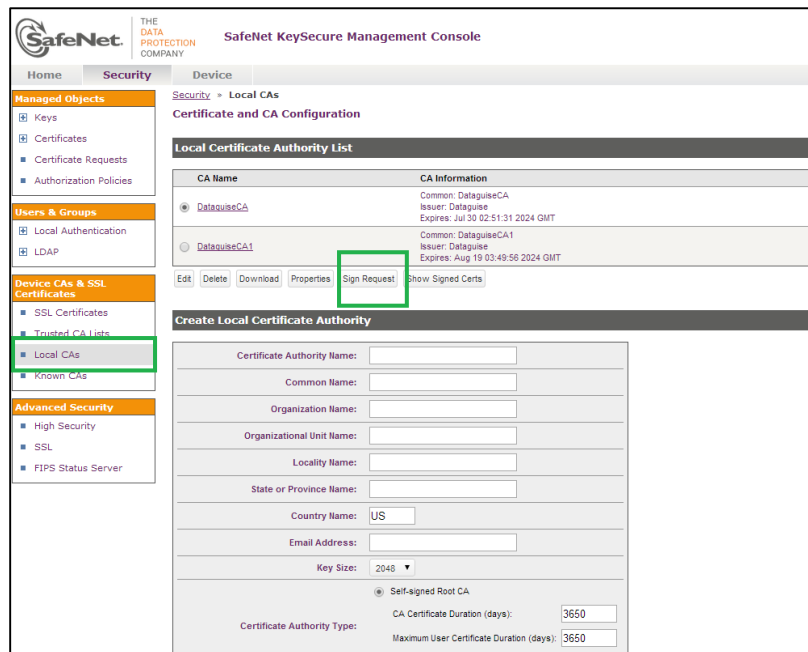 SafeNet.
THE
DATA
PROTECTION
COMPANY
SafeNet KeySecure Management Console
Home Security Device
Managed Objects
Keys
Certificates
Certificate Requests
Authorization Policies
Users & Groups
Local Authentication
LDAP
Device CAs & SSL
Certificates
SSL Certificates
Trusted CA Lists
Local CAs
Known CAs
Advanced Security
High Security
SSL
FIPS Status Server
Security » Local CAs
Certificate and CA Configuration
Local Certificate Authority List
CA Name CA Information
DataguiseCA
Common: DataguiseCA
Issuer: Dataguise
Expires: Jul 30 02:51:31 2024 GMT
DataguiseCA1
Common: DataguiseCA1
Issuer: Dataguise
Expires: Aug 19 03:49:56 2024 GMT
Edit Delete Download Properties Sign Request Show Signed Certs
Create Local Certificate Authority
Certificate Authority Name:
Common Name:
Organization Name:
Organizational Unit Name:
Locality Name:
State or Province Name:
Country Name: US
Email Address:
Key Size: 2048
Certificate Authority Type:
Self-signed Root CA
CA Certificate Duration (days): 3650
Maximum User Certificate Duration (days): 3650